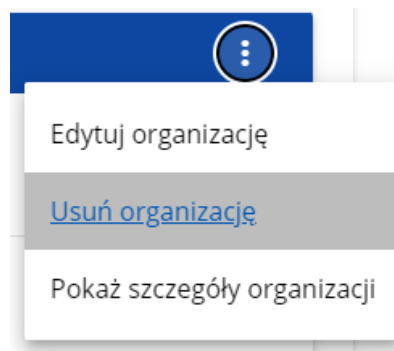 Edytuj organizację
Usuń organizację
Pokaż szczegóły organizacji